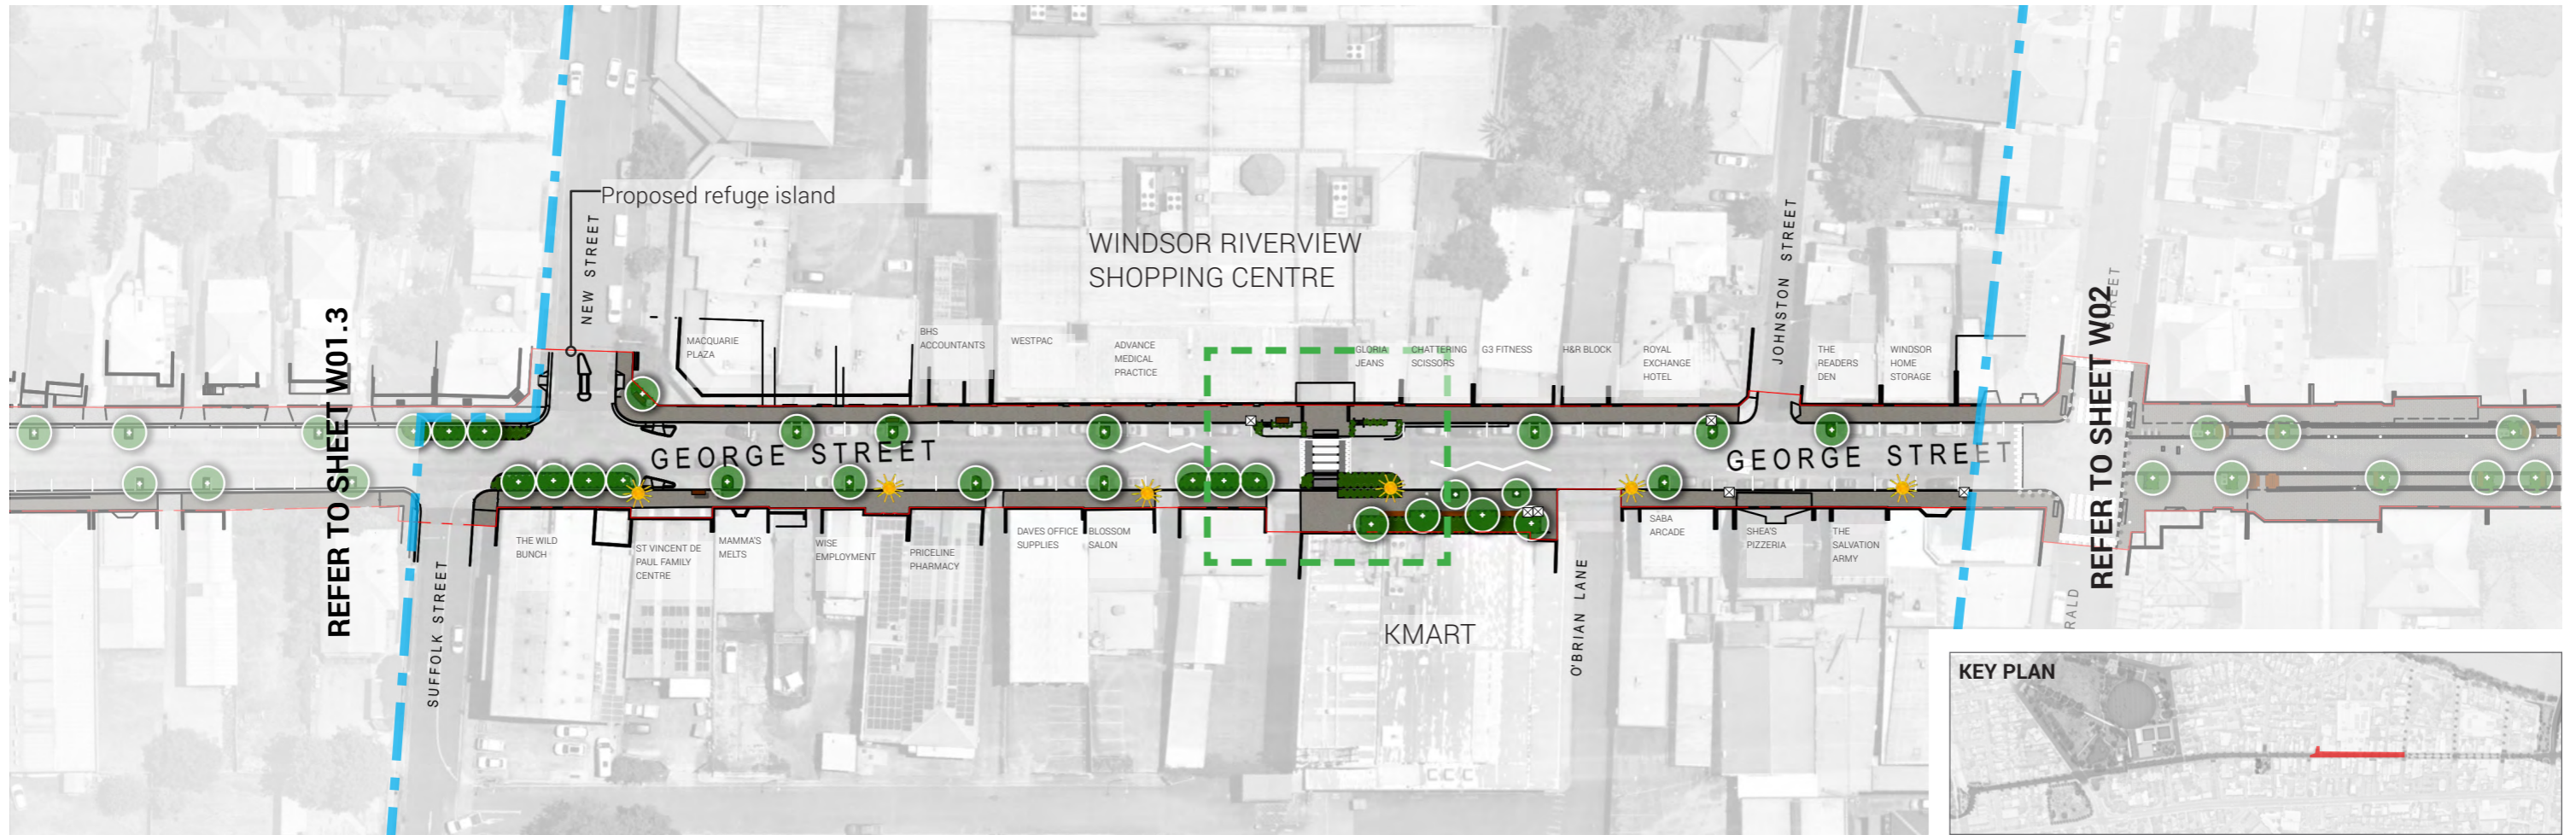 Proposed refuge island
NEW STREET
WINDSOR RIVERVIEW
SHOPPING CENTRE
JOHNSTON STREET
STREET
REFER TO SHEET W01.3
REFER TO SHEET W02
MACQUARIE
PLAZA
BHS
ACCOUNTANTS
WESTPAC
ADVANCE
MEDICAL
PRACTICE
GLORIA
JEANS
CHATTERING
SCISSORS
G3 FITNESS
H&R BLOCK
ROYAL
EXCHANGE
HOTEL
THE
READERS
DEN
WINDSOR
HOME
STORAGE
GEORGE STREET
GEORGE STREET
THE WILD
BUNCH
ST VINCENT DE
PAUL FAMILY
CENTRE
MAMMA'S
MELTS
WISE
EMPLOYMENT
PRICELINE
PHARMACY
DAVES OFFICE
SUPPLIES
BLOSSOM
SALON
SABA
ARCADE
SHEA'S
PIZZERIA
THE
SALVATION
ARMY
SUFFOLK STREET
KMART
O'BRIAN LANE
RALD
KEY PLAN